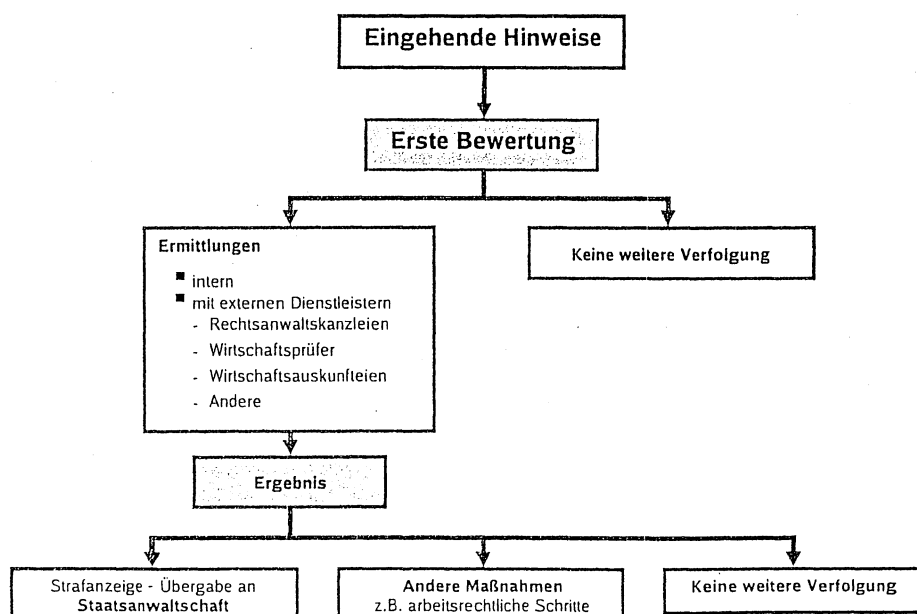 Eingehende Hinweise
Erste Bewertung
Ermittlungen
■ intern
■ mit externen Dienstleistern
- Rechtsanwaltskanzleien
- Wirtschaftsprüfer
- Wirtschaftsauskunfteien
- Andere
Keine weitere Verfolgung
Ergebnis
Strafanzeige - Übergabe an
Staatsanwaltschaft
Andere Maßnahmen
z.B. arbeitsrechtliche Schritte
Keine weitere Verfolgung